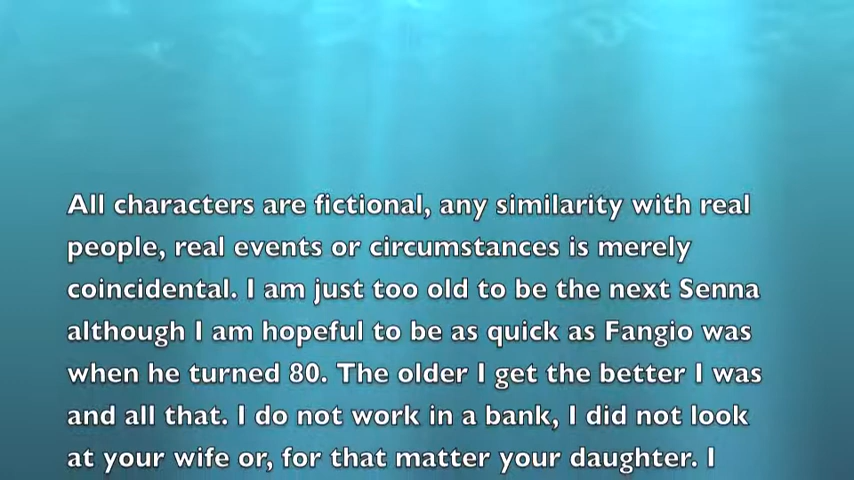 All characters are fictional, any similarity with real
people, real events or circumstances is merely
coincidental. I am just too old to be the next Senna
although I am hopeful to be as quick as Fangio was
when he turned 80. The older I get the better I was
and all that. I do not work in a bank, I did not look
at your wife or, for that matter your daughter. I